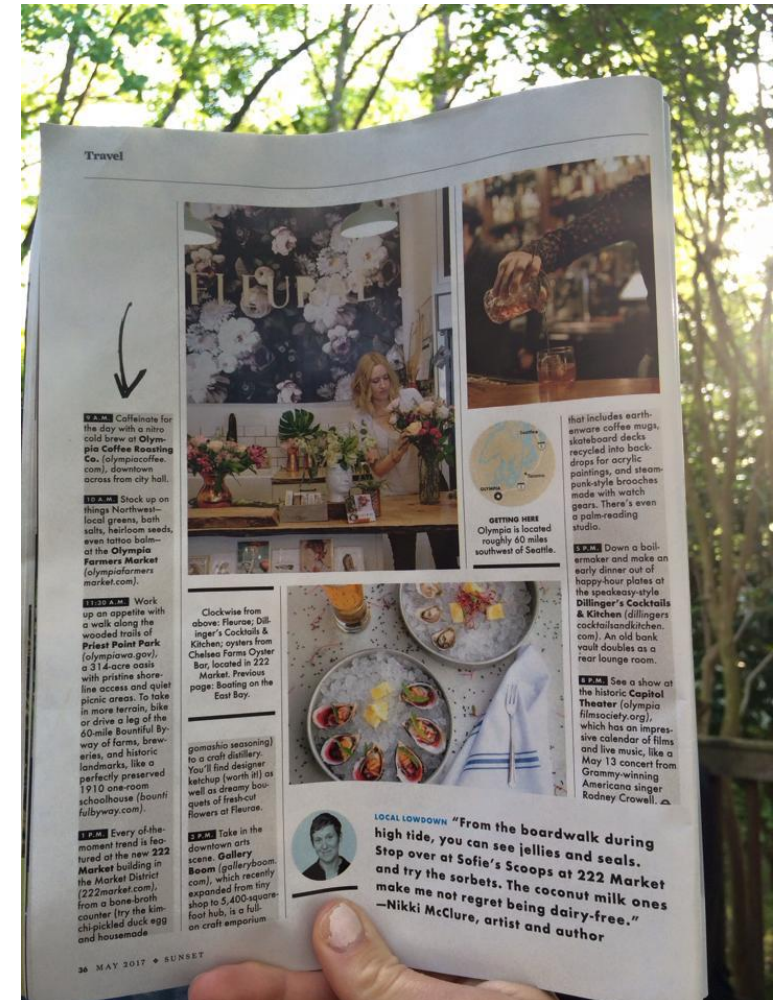 Travel
FLEURAE
9 A.M. Caffeinate for
the day with a nitro
cold brew at Olym-
pia Coffee Roasting
Co. (olympiacoffee.
com), downtown
across from city hall.
10 A.M. Stock up on
things Northwest—
local greens, bath
salts, heirloom seeds,
even tattoo balm—
at the Olympia
Farmers Market
(olympiafarmers
market.com).
11:30 A.M. Work
up an appetite with
a walk along the
wooded trails of
Priest Point Park
(olympiawa.gov),
a 314-acre oasis
with pristine shore-
line access and quiet
picnic areas. To take
in more terrain, bike
or drive a leg of the
60-mile Bountiful By-
way of farms, brew-
eries, and historic
landmarks, like a
perfectly preserved
1910 one-room
schoolhouse (bounti
fulbyway.com).
1 P.M. Every of-the-
moment trend is fea-
tured at the new 222
Market building in
the Market District
(222market.com),
from a bone-broth
counter (try the kim-
chi-pickled duck egg
and housemade
Clockwise from
above: Fleurae; Dill-
inger's Cocktails &
Kitchen; oysters from
Chelsea Farms Oyster
Bar, located in 222
Market. Previous
page: Boating on the
East Bay.
gomashio seasoning)
to a craft distillery.
You'll find designer
ketchup (worth it!) as
well as dreamy bou-
quets of fresh-cut
flowers at Fleurae.
2 P.M. Take in the
downtown arts
scene. Gallery
Boom (galleryboom.
com), which recently
expanded from tiny
shop to 5,400-square-
foot hub, is a full-
on craft emporium
OLYMPIA
GETTING HERE
Olympia is located
roughly 60 miles
southwest of Seattle.
that includes earth-
enware coffee mugs,
skateboard decks
recycled into back-
drops for acrylic
paintings, and steam-
punk-style brooches
made with watch
gears. There's even
a palm-reading
studio.
5 P.M. Down a boil-
ermaker and make an
early dinner out of
happy-hour plates at
the speakeasy-style
Dillinger's Cocktails
& Kitchen (dillingers
cocktailsandkitchen.
com). An old bank
vault doubles as a
rear lounge room.
8 P.M. See a show at
the historic Capitol
Theater (olympia
filmsociety.org),
which has an impres-
sive calendar of films
and live music, like a
May 13 concert from
Grammy-winning
Americana singer
Rodney Crowell.
LOCAL LOWDOWN "From the boardwalk during
high tide, you can see jellies and seals.
Stop over at Sofie's Scoops at 222 Market
and try the sorbets. The coconut milk ones
make me not regret being dairy-free."
—Nikki McClure, artist and author
36 MAY 2017 ❖ SUNSET